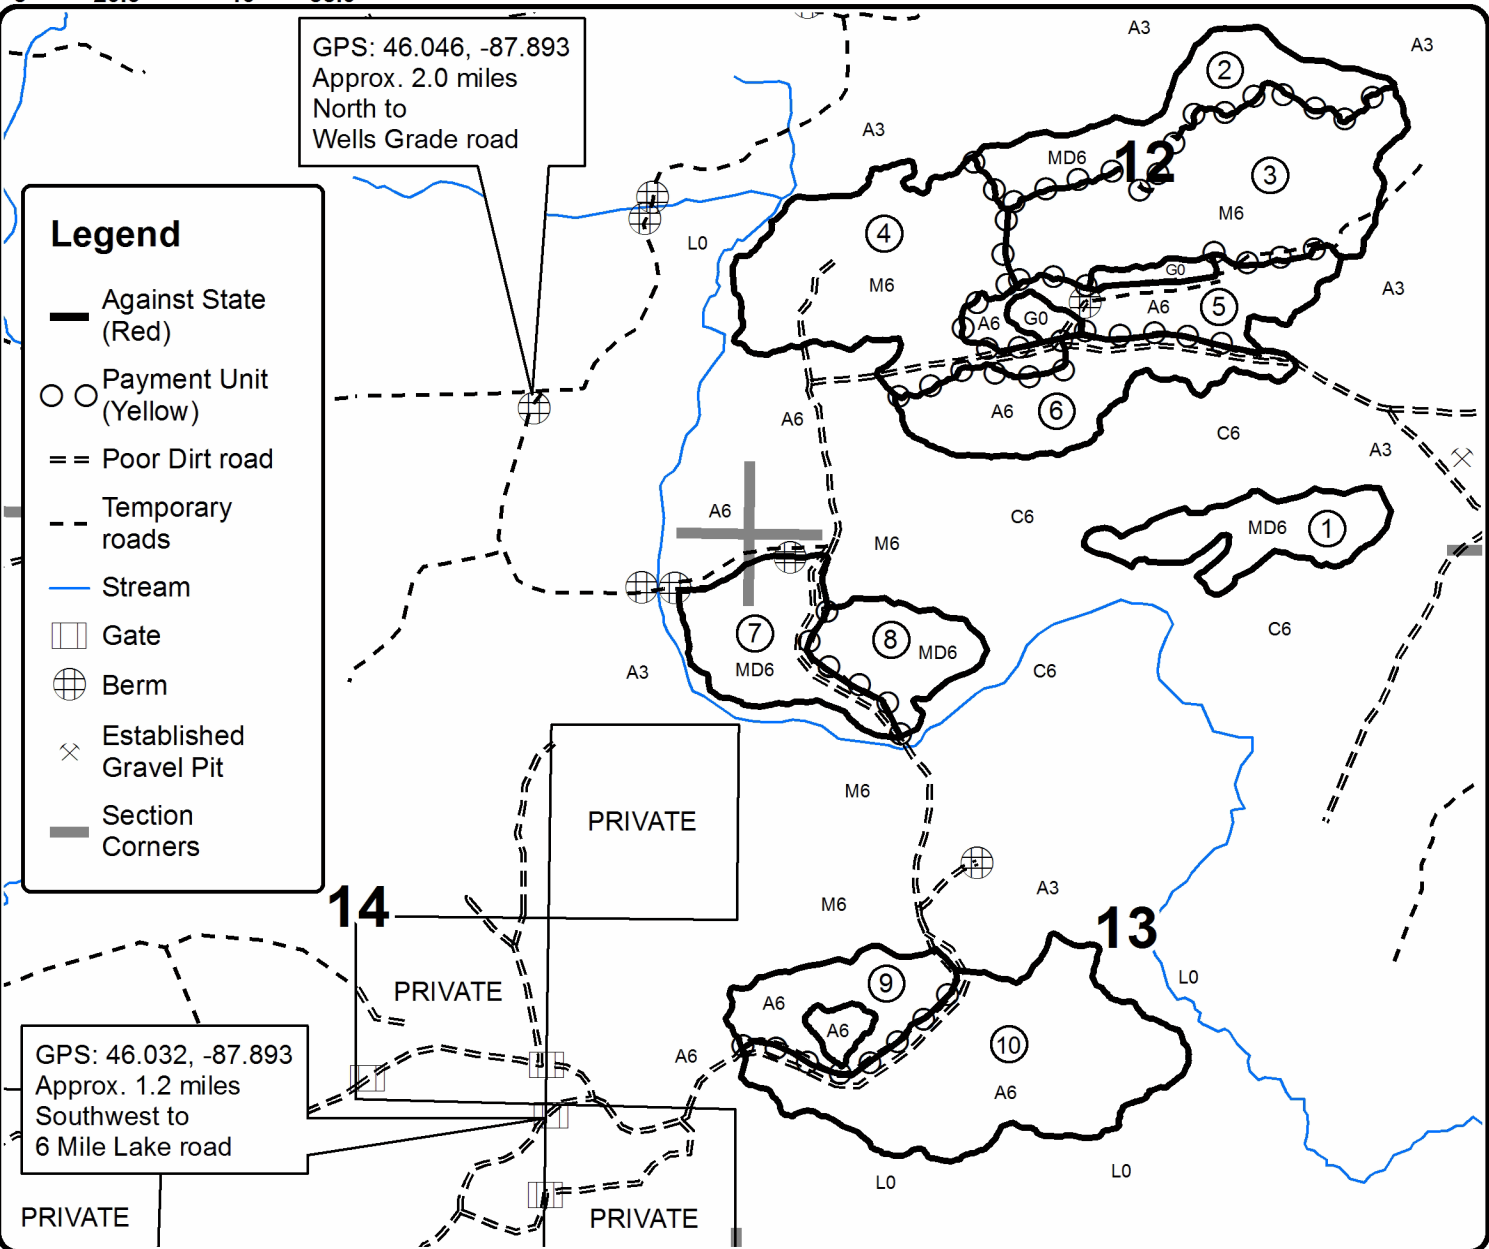 GPS: 46.046, -87.893
Approx. 2.0 miles
North to
Wells Grade road
Legend
Against State
(Red)
Payment Unit
(Yellow)
Poor Dirt road
Temporary
roads
Stream
Gate
Berm
Established
Gravel Pit
Section
Corners
A3
A3
2
A3
MD6
12
3
M6
4
L0
M6
G0
A3
A6
5
A6
G0
A6
A6
6
C6
A3
A6
C6
MD6
1
M6
7
MD6
8
MD6
C6
A3
C6
M6
PRIVATE
14
M6
A3
13
L0
PRIVATE
9
A6
A6
10
A6
A6
GPS: 46.032, -87.893
Approx. 1.2 miles
Southwest to
6 Mile Lake road
L0
L0
PRIVATE
PRIVATE